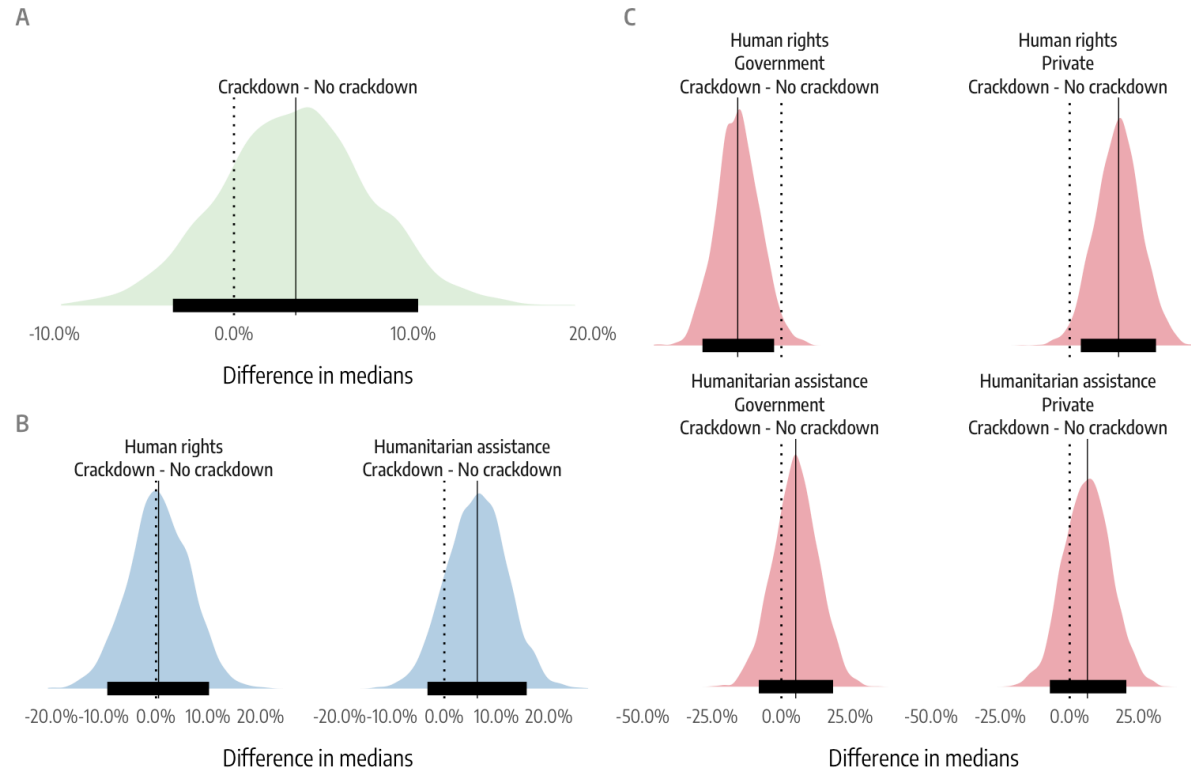 A
Crackdown - No crackdown
-10.0% 0.0% 10.0% 20.0%
Difference in medians
B
Human rights
Crackdown - No crackdown
Humanitarian assistance
Crackdown - No crackdown
-20.0% -10.0% 0.0% 10.0% 20.0%
-20.0% -10.0% 0.0% 10.0% 20.0%
Difference in medians
C
Human rights
Government
Crackdown - No crackdown
Human rights
Private
Crackdown - No crackdown
Humanitarian assistance
Government
Crackdown - No crackdown
Humanitarian assistance
Private
Crackdown - No crackdown
-50.0% -25.0% 0.0% 25.0%
-50.0% -25.0% 0.0% 25.0%
Difference in medians